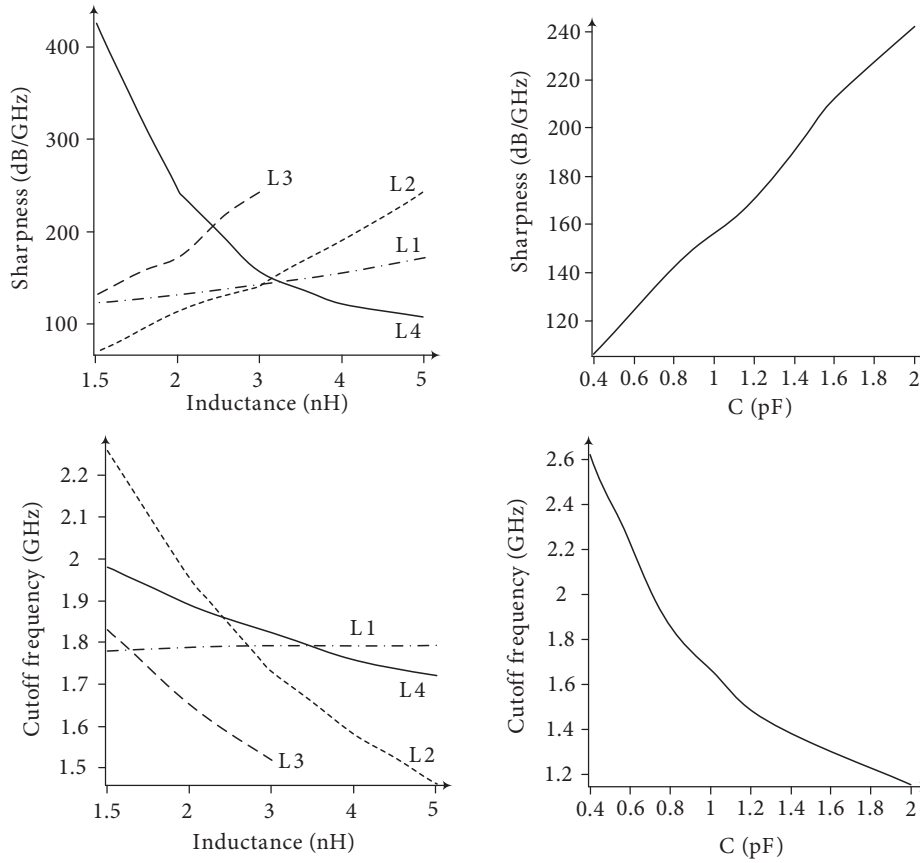 Sharpness (dB/GHz)
400
300
200
100
L3
L2
L1
L4
1.5 2 3 4 5
Inductance (nH)
Sharpness (dB/GHz)
240
220
200
180
160
140
120
0.4 0.6 0.8 1 1.2 1.4 1.6 1.8 2
C (pF)
Cutoff frequency (GHz)
2.2
2.1
2
1.9
1.8
1.7
1.6
1.5
L1
L4
L2
L3
1.5 2 3 4 5
Inductance (nH)
Cutoff frequency (GHz)
2.6
2.4
2.2
2
1.8
1.6
1.4
1.2
0.4 0.6 0.8 1 1.2 1.4 1.6 1.8 2
C (pF)